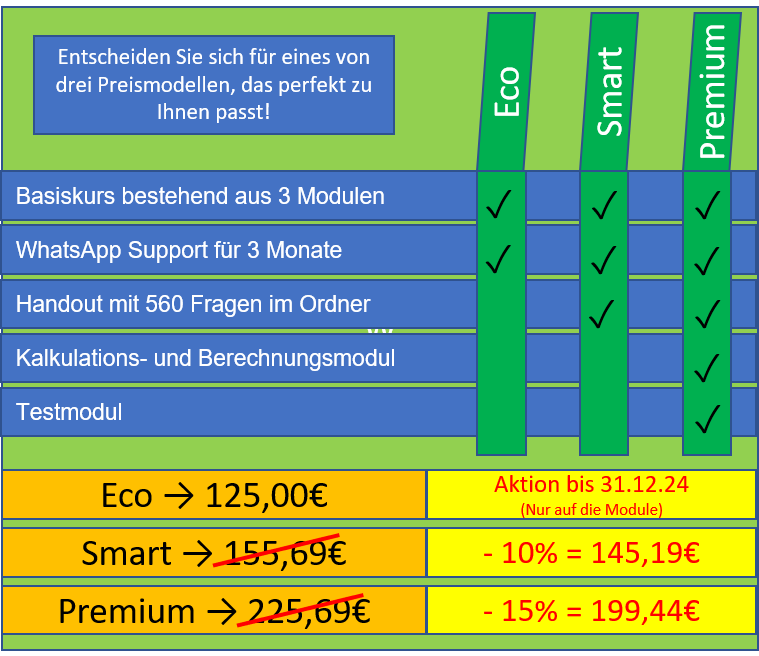 Entscheiden Sie sich für eines von
drei Preismodellen, das perfekt zu
Ihnen passt!
Eco
Smart
Premium
Basiskurs bestehend aus 3 Modulen
WhatsApp Support für 3 Monate
Handout mit 560 Fragen im Ordner
Kalkulations- und Berechnungsmodul
Testmodul
Eco → 125,00€
Aktion bis 31.12.24
(Nur auf die Module)
Smart → 155,69€
- 10% = 145,19€
Premium → 225,69€
- 15% = 199,44€